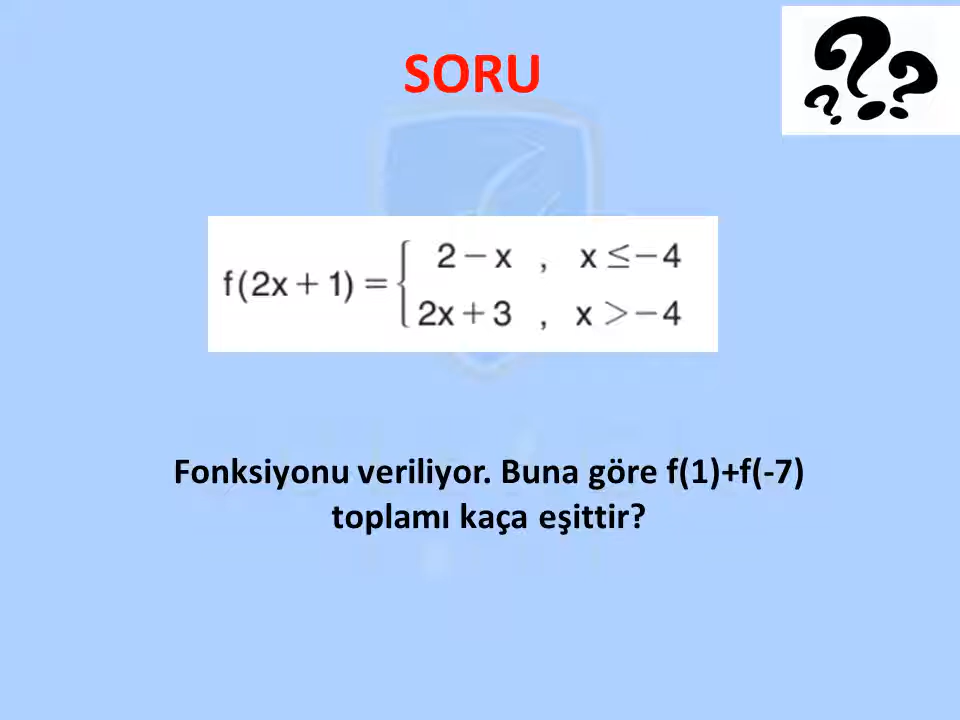 SORU
f(2x + 1) = { 2 − x , x ≤ −4
2x + 3 , x > −4
Fonksiyonu veriliyor. Buna göre f(1)+f(-7)
toplamı kaça eşittir?